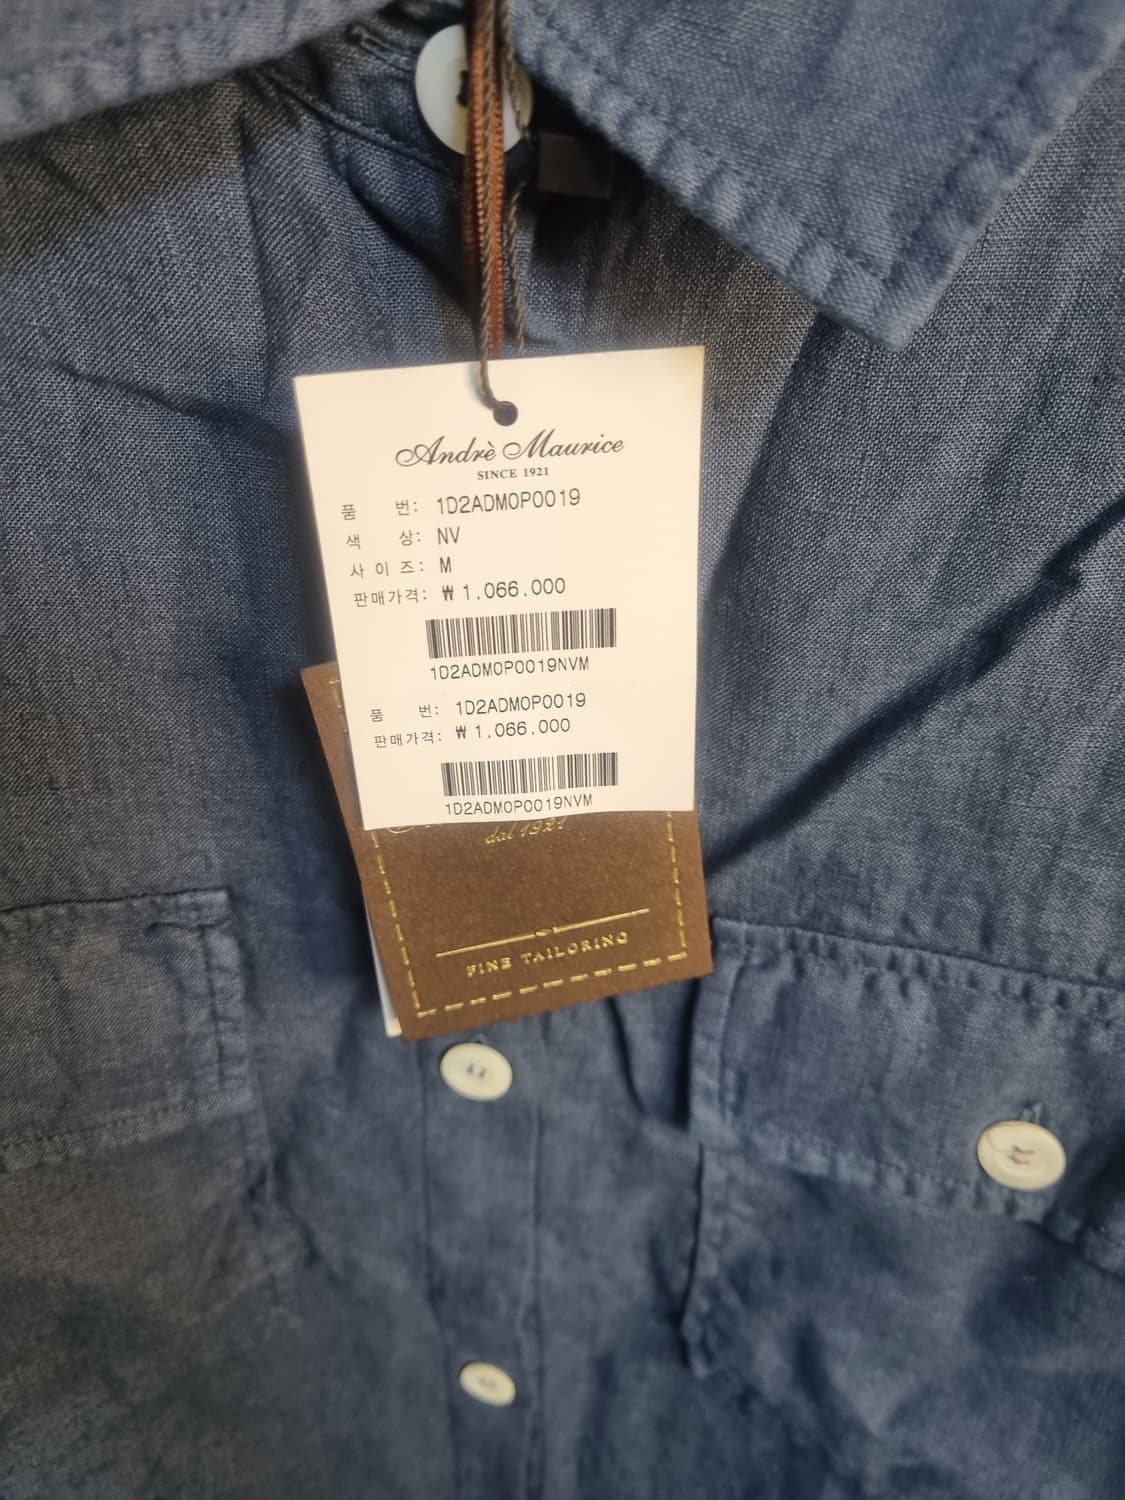 Andrè Maurice
SINCE 1921
품 번: 1D2ADM0P0019
색 상: NV
사 이 즈: M
판매가격: ₩ 1.066.000
1D2ADM0P0019NVM
품 번: 1D2ADM0P0019
판매가격: ₩ 1.066.000
1D2ADM0P0019NVM
dal 1921
FINE TAILORING